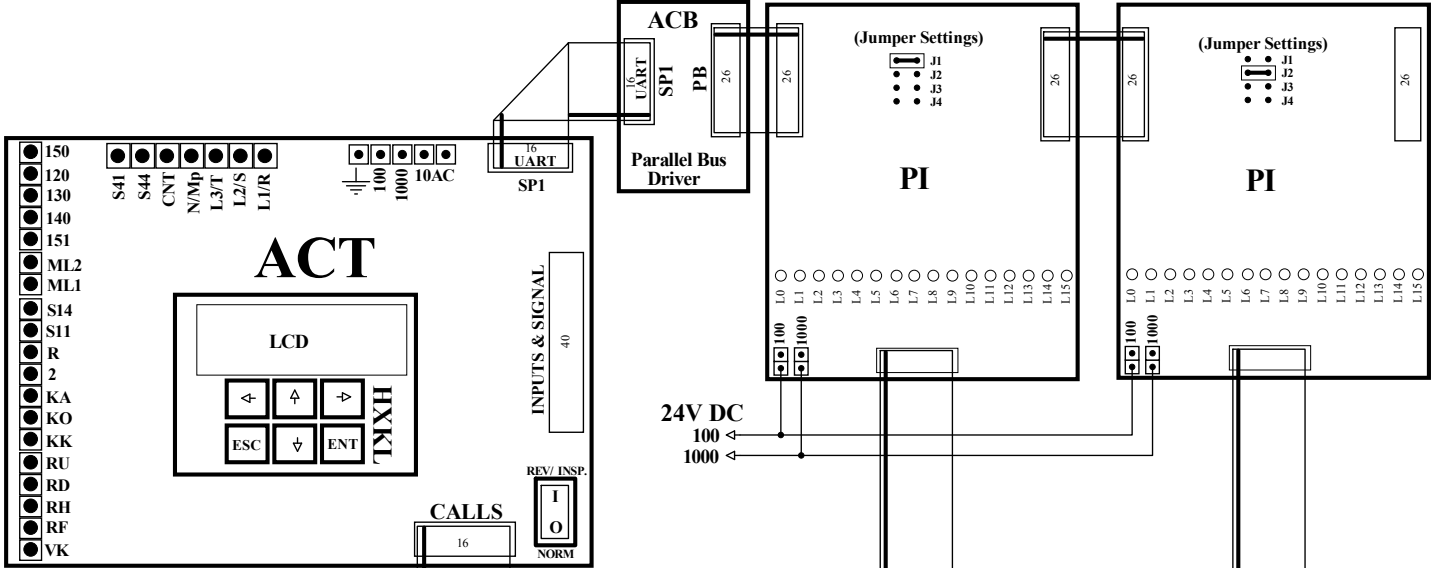 ACB
16
UART
SP1
PB
26
26
Parallel Bus
Driver
(Jumper Settings)
J1
J2
J3
J4
26
PI
L0
L1
L2
L3
L4
L5
L6
L7
L8
L9
L10
L11
L12
L13
L14
L15
100
1000
(Jumper Settings)
J1
J2
J3
J4
26
26
PI
L0
L1
L2
L3
L4
L5
L6
L7
L8
L9
L10
L11
L12
L13
L14
L15
100
1000
24V DC
100
1000
150
120
130
140
151
ML2
ML1
S14
S11
R
2
KA
KO
KK
RU
RD
RH
RF
VK
S41
S44
CNT
N/Mp
L3/T
L2/S
L1/R
100
1000
10AC
16
UART
SP1
ACT
LCD
ESC
ENT
HXKL
INPUTS & SIGNAL
40
REV/ INSP.
I
O
NORM
CALLS
16